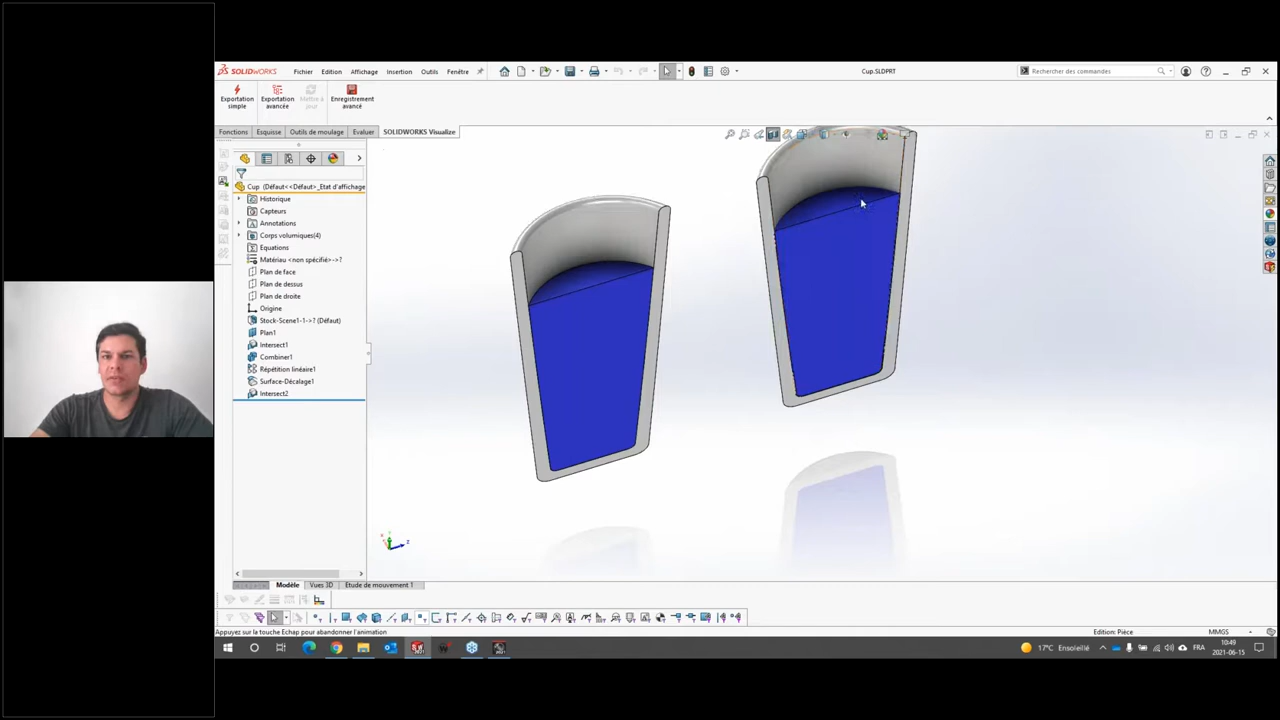 SOLIDWORKS
Fichier
Edition
Affichage
Insertion
Outils
Fenêtre
Cup.SLDPRT
Rechercher des commandes
Exportation simple
Exportation avancée
Mettre à jour
Enregistrement avancé
Fonctions
Esquisse
Outils de moulage
Evaluer
SOLIDWORKS Visualize
Cup (Défaut<<Défaut>_Etat d'affichage
Historique
Capteurs
Annotations
Corps volumiques(4)
Equations
Matériau <non spécifié>->?
Plan de face
Plan de dessus
Plan de droite
Origine
Stock-Scene1-1->? (Défaut)
Plan1
Intersect1
Combiner1
Répétition linéaire1
Surface-Décalage1
Intersect2
Modèle
Vues 3D
Etude de mouvement 1
Appuyez sur la touche Echap pour abandonner l'animation
Edition: Pièce
MMGS
17°C Ensoleillé
FRA
10:49
2021-06-15